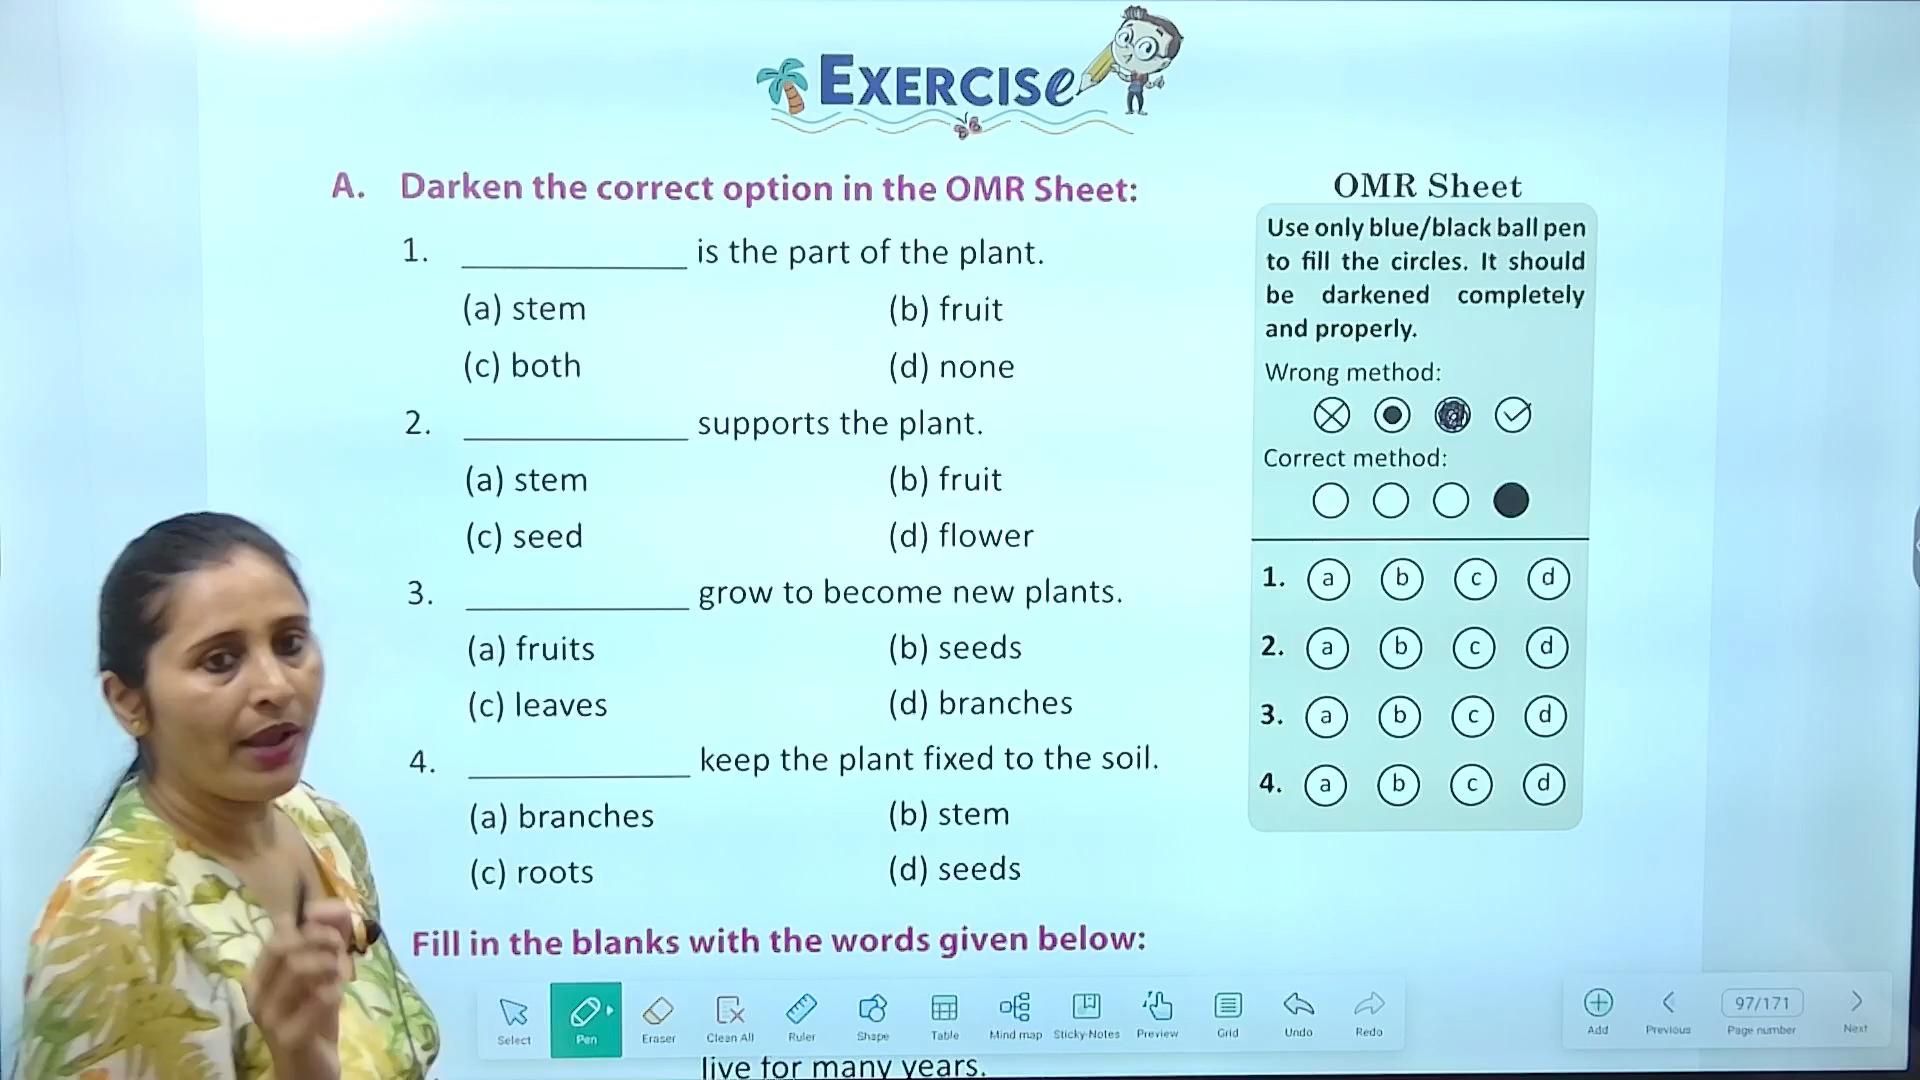 EXERCISE
A. Darken the correct option in the OMR Sheet:
1. ____________ is the part of the plant.
(a) stem (b) fruit
(c) both (d) none
2. ____________ supports the plant.
(a) stem (b) fruit
(c) seed (d) flower
3. ____________ grow to become new plants.
(a) fruits (b) seeds
(c) leaves (d) branches
4. ____________ keep the plant fixed to the soil.
(a) branches (b) stem
(c) roots (d) seeds
Fill in the blanks with the words given below:
live for many years.
OMR Sheet
Use only blue/black ball pen
to fill the circles. It should
be darkened completely
and properly.
Wrong method:
Correct method:
1. a b c d
2. a b c d
3. a b c d
4. a b c d
Select Pen Eraser Clean All Ruler Shape Table Mind map Sticky-Notes Preview Grid Undo Redo
97/171
Add Previous Page number Next